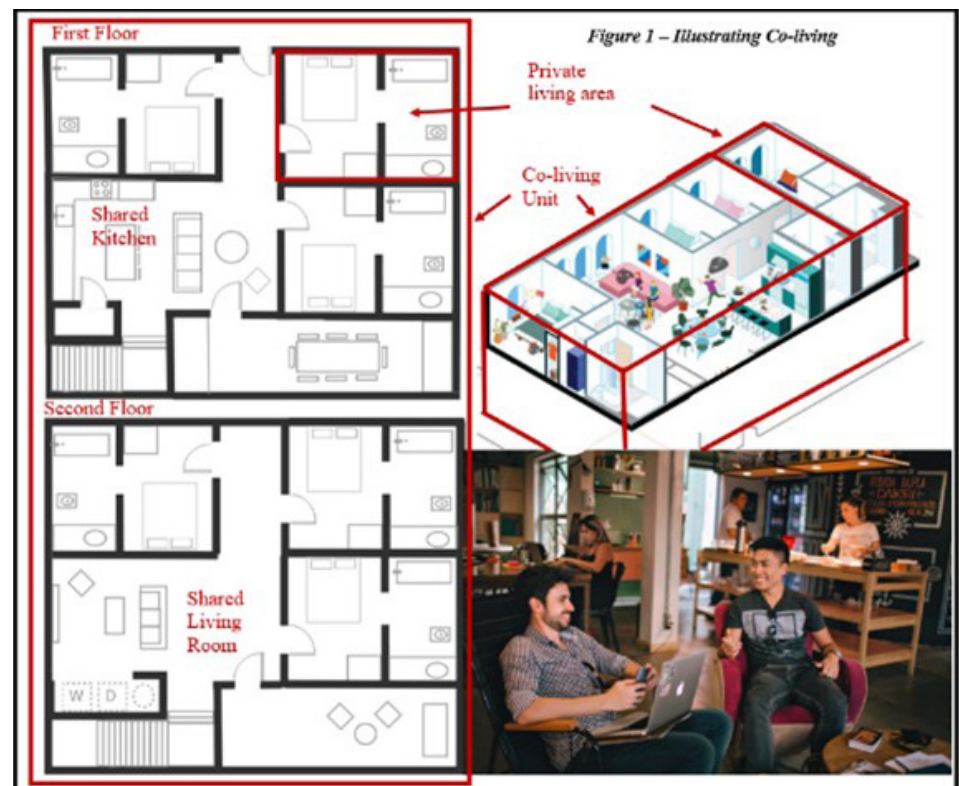 First Floor
Figure 1 – Illustrating Co-living
Private
living area
Co-living
Unit
Shared
Kitchen
Second Floor
Shared
Living
Room
W D